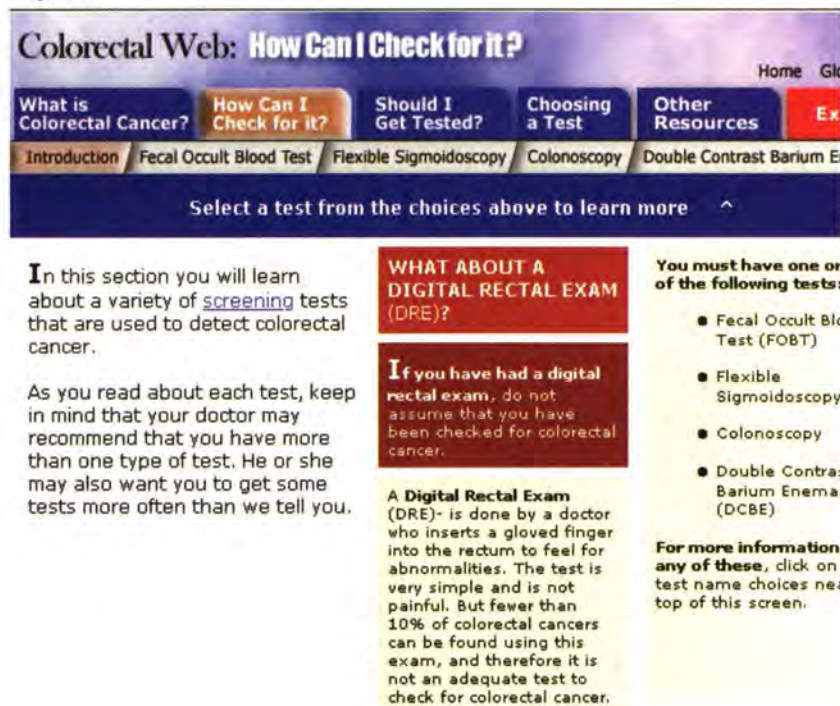 Colorectal Web: How Can I Check for it?
Home
What is
Colorectal Cancer?
How Can I
Check for it?
Should I
Get Tested?
Choosing
a Test
Other
Resources
Introduction
Fecal Occult Blood Test
Flexible Sigmoidoscopy
Colonoscopy
Double Contrast Barium
Select a test from the choices above to learn more ^
In this section you will learn
about a variety of screening tests
that are used to detect colorectal
cancer.
As you read about each test, keep
in mind that your doctor may
recommend that you have more
than one type of test. He or she
may also want you to get some
tests more often than we tell you.
WHAT ABOUT A
DIGITAL RECTAL EXAM
(DRE)?
If you have had a digital
rectal exam, do not
assume that you have
been checked for colorectal
cancer.
A Digital Rectal Exam
(DRE)- is done by a doctor
who inserts a gloved finger
into the rectum to feel for
abnormalities. The test is
very simple and is not
painful. But fewer than
10% of colorectal cancers
can be found using this
exam, and therefore it is
not an adequate test to
check for colorectal cancer.
You must have one or
of the following tests:
Fecal Occult
Test (FOBT)
Flexible
Sigmoidoscopy
Colonoscopy
Double
Barium Enema
(DCBE)
For more information
any of these, click on
test name choices
top of this screen.